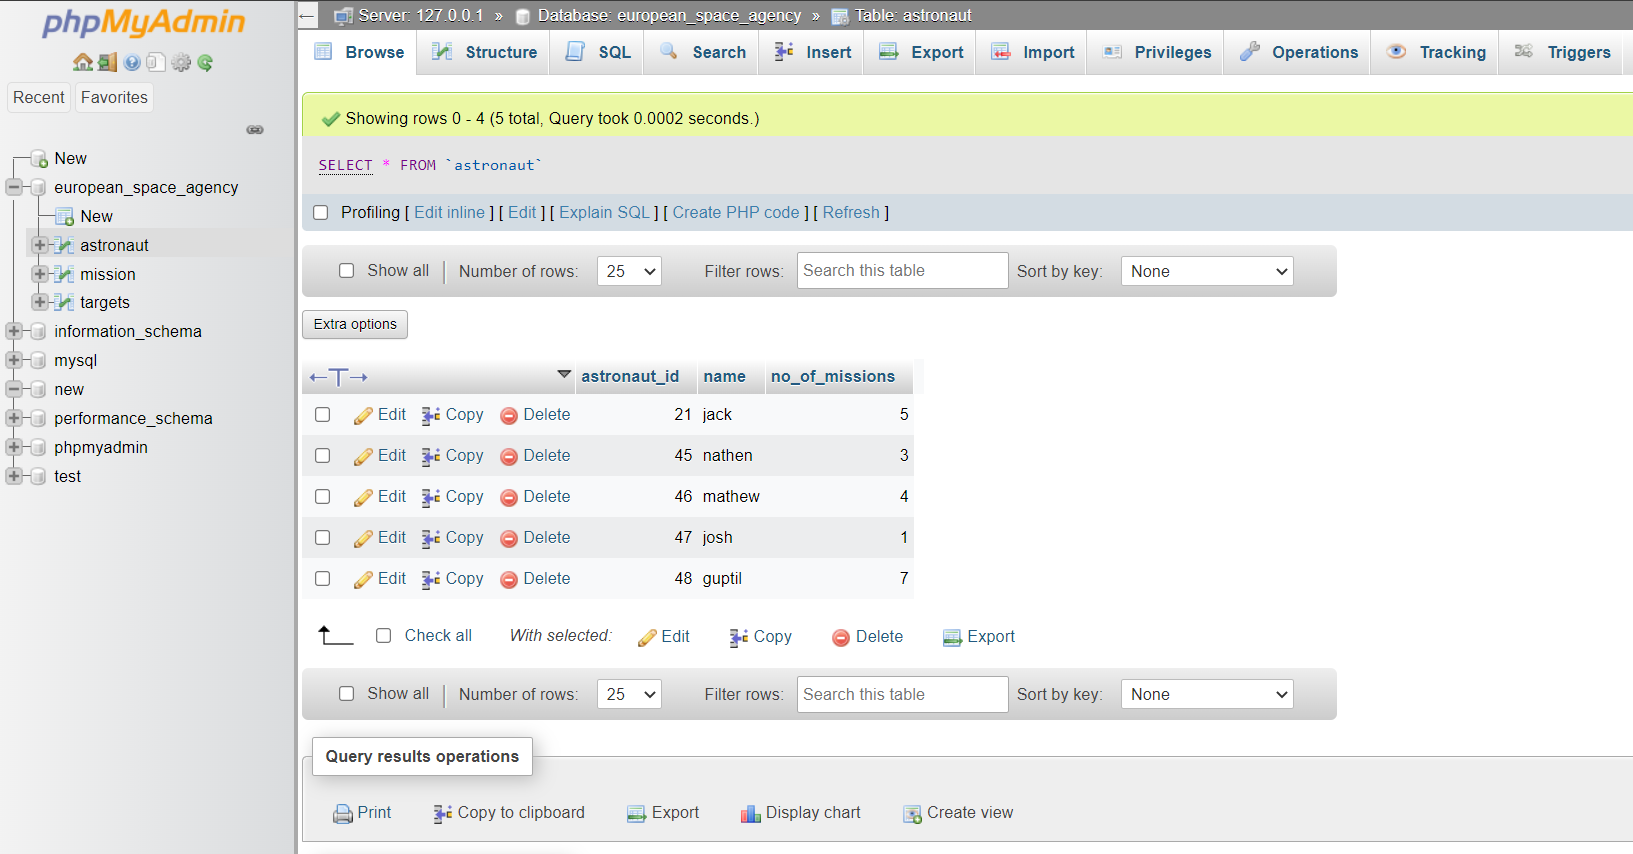 phpMyAdmin
Recent Favorites
New
european_space_agency
New
astronaut
mission
targets
information_schema
mysql
new
performance_schema
phpmyadmin
test
Server: 127.0.0.1 » Database: european_space_agency » Table: astronaut
Browse Structure SQL Search Insert Export Import Privileges Operations Tracking Triggers
Showing rows 0 - 4 (5 total, Query took 0.0002 seconds.)
SELECT * FROM `astronaut`
Profiling [ Edit inline ] [ Edit ] [ Explain SQL ] [ Create PHP code ] [ Refresh ]
Show all Number of rows: 25 Filter rows: Search this table Sort by key: None
Extra options
astronaut_id name no_of_missions
Edit Copy Delete 21 jack 5
Edit Copy Delete 45 nathen 3
Edit Copy Delete 46 mathew 4
Edit Copy Delete 47 josh 1
Edit Copy Delete 48 guptil 7
Check all With selected: Edit Copy Delete Export
Show all Number of rows: 25 Filter rows: Search this table Sort by key: None
Query results operations
Print Copy to clipboard Export Display chart Create view